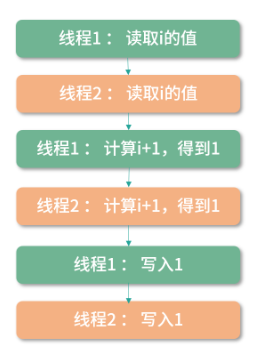 线程1： 读取i的值
线程2： 读取i的值
线程1： 计算i+1，得到1
线程2： 计算i+1，得到1
线程1： 写入1
线程2： 写入1